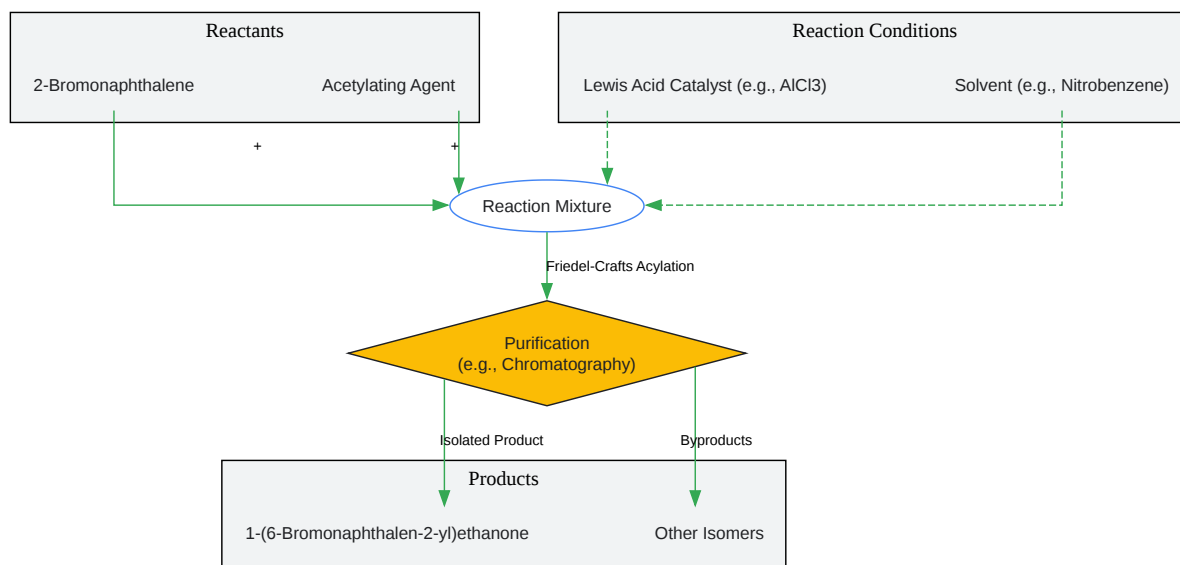 Reactants
Reaction Conditions
2-Bromonaphthalene
Acetylating Agent
Lewis Acid Catalyst (e.g., AlCl3)
Solvent (e.g., Nitrobenzene)
+
+
Reaction Mixture
Friedel-Crafts Acylation
Purification
(e.g., Chromatography)
Isolated Product
Byproducts
Products
1-(6-Bromonaphthalen-2-yl)ethanone
Other Isomers